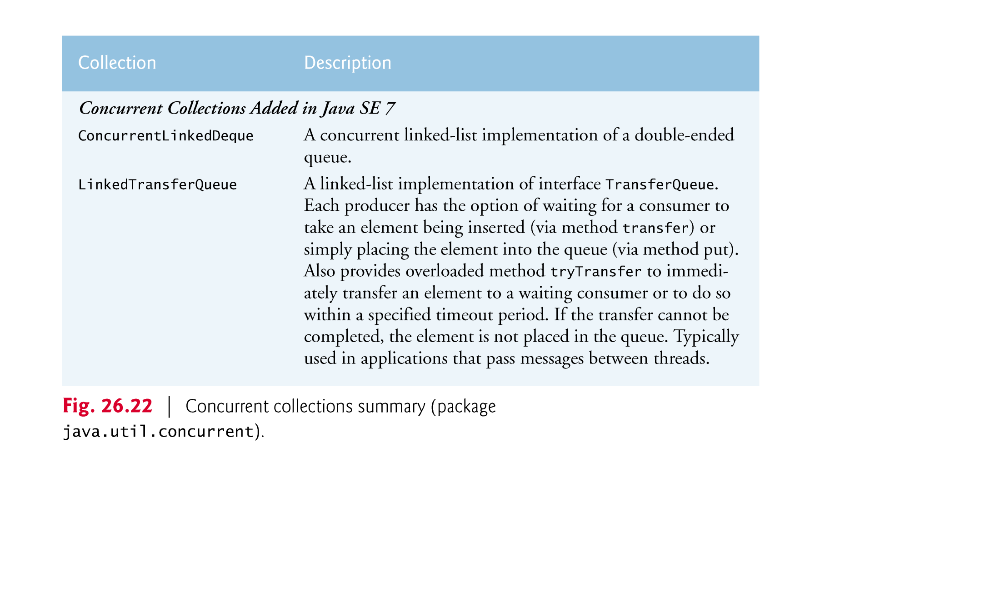 Collection Description
Concurrent Collections Added in Java SE 7
ConcurrentLinkedDeque A concurrent linked-list implementation of a double-ended
queue.
LinkedTransferQueue A linked-list implementation of interface TransferQueue.
Each producer has the option of waiting for a consumer to
take an element being inserted (via method transfer) or
simply placing the element into the queue (via method put).
Also provides overloaded method tryTransfer to immedi-
ately transfer an element to a waiting consumer or to do so
within a specified timeout period. If the transfer cannot be
completed, the element is not placed in the queue. Typically
used in applications that pass messages between threads.
Fig. 26.22 | Concurrent collections summary (package
java.util.concurrent).